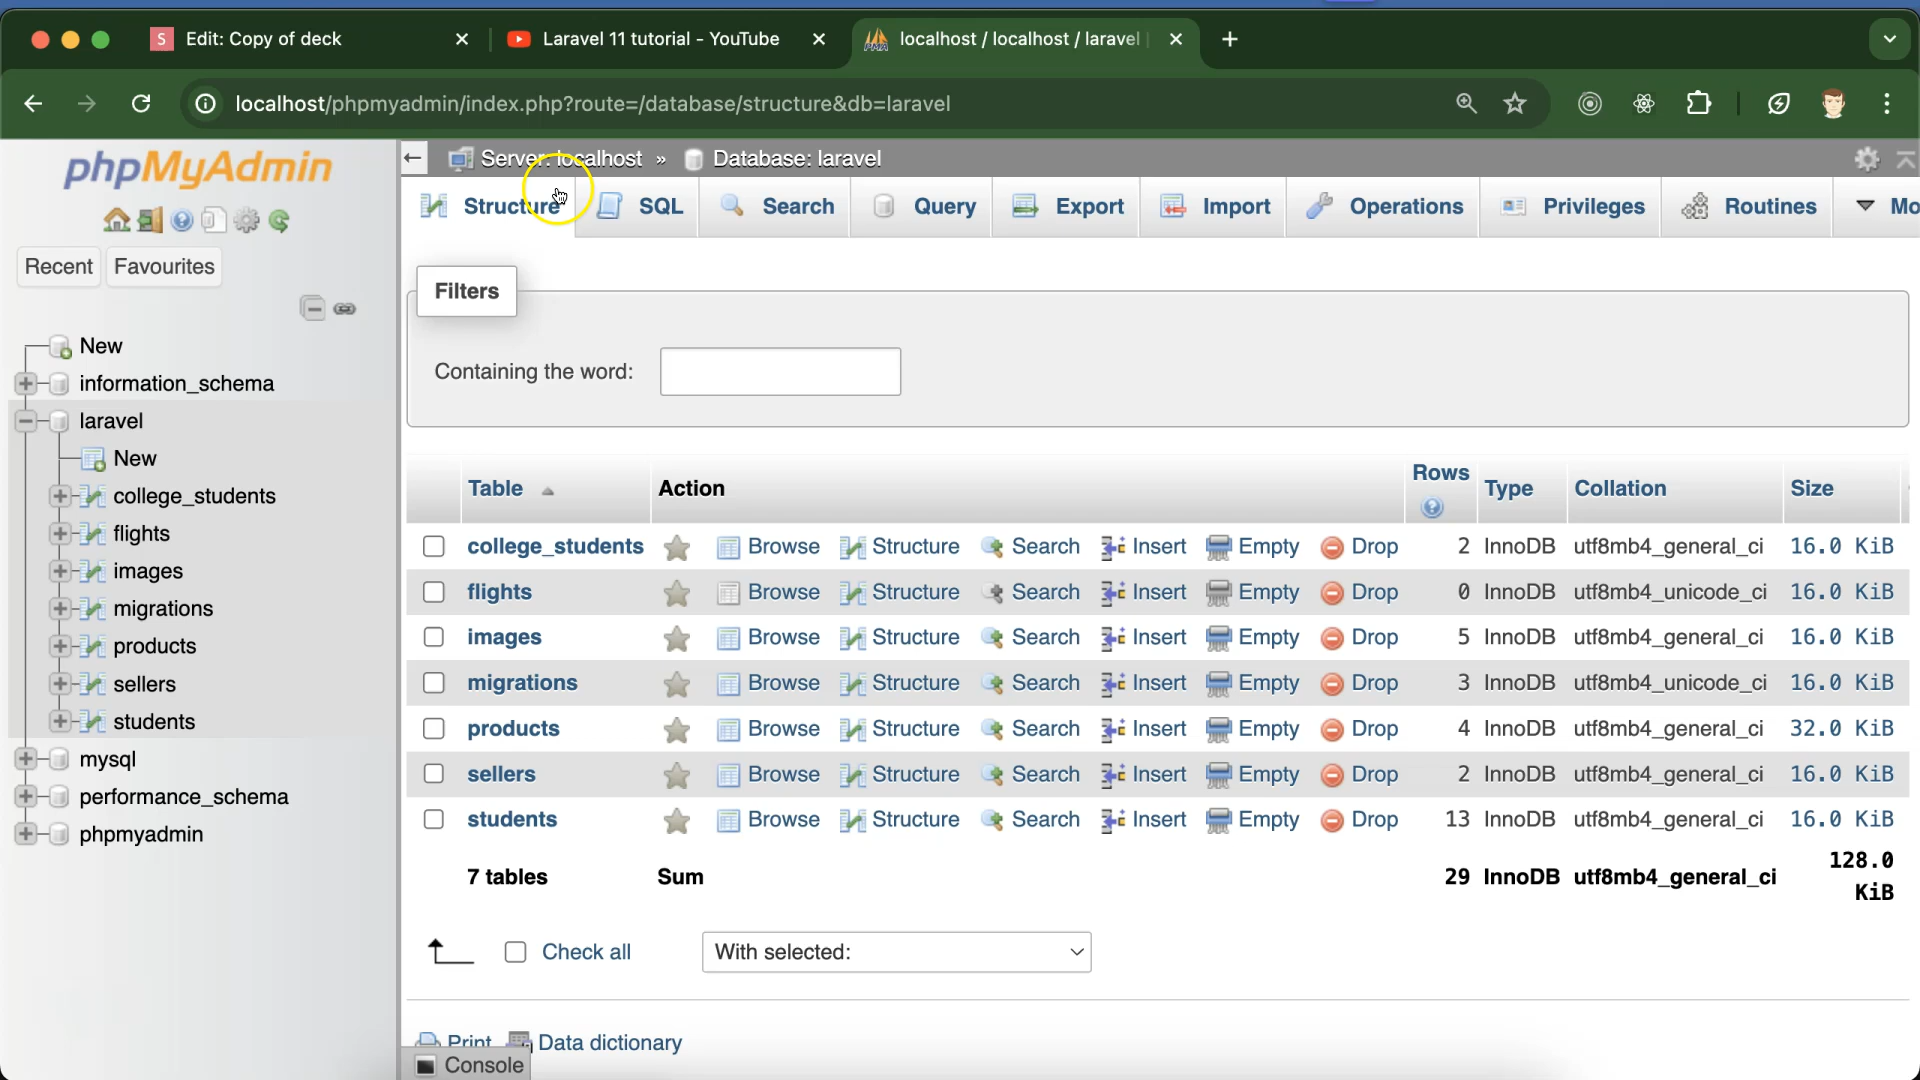 S Edit: Copy of deck
Laravel 11 tutorial - YouTube
localhost / localhost / laravel
localhost/phpmyadmin/index.php?route=/database/structure&db=laravel
phpMyAdmin
Recent Favourites
New
information_schema
laravel
New
college_students
flights
images
migrations
products
sellers
students
mysql
performance_schema
phpmyadmin
Server: localhost » Database: laravel
Structure SQL Search Query Export Import Operations Privileges Routines Mo
Filters
Containing the word:
Table Action Rows Type Collation Size
college_students Browse Structure Search Insert Empty Drop 2 InnoDB utf8mb4_general_ci 16.0 KiB
flights Browse Structure Search Insert Empty Drop 0 InnoDB utf8mb4_unicode_ci 16.0 KiB
images Browse Structure Search Insert Empty Drop 5 InnoDB utf8mb4_general_ci 16.0 KiB
migrations Browse Structure Search Insert Empty Drop 3 InnoDB utf8mb4_unicode_ci 16.0 KiB
products Browse Structure Search Insert Empty Drop 4 InnoDB utf8mb4_general_ci 32.0 KiB
sellers Browse Structure Search Insert Empty Drop 2 InnoDB utf8mb4_general_ci 16.0 KiB
students Browse Structure Search Insert Empty Drop 13 InnoDB utf8mb4_general_ci 16.0 KiB
7 tables Sum 29 InnoDB utf8mb4_general_ci 128.0
KiB
Check all With selected:
Print Data dictionary
Console